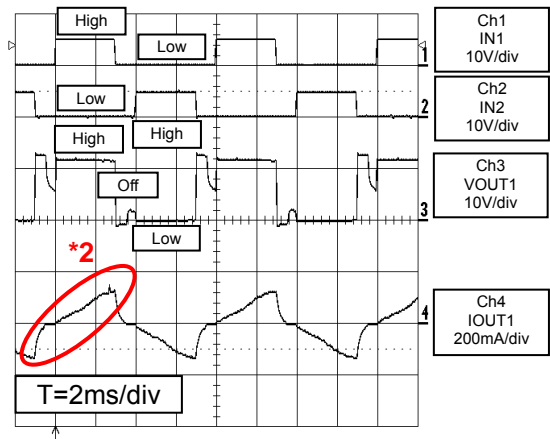 High
Low
1
Low
2
High
High
Off
3
Low
*2
4
T=2ms/div
Ch1
IN1
10V/div
Ch2
IN2
10V/div
Ch3
VOUT1
10V/div
Ch4
IOUT1
200mA/div